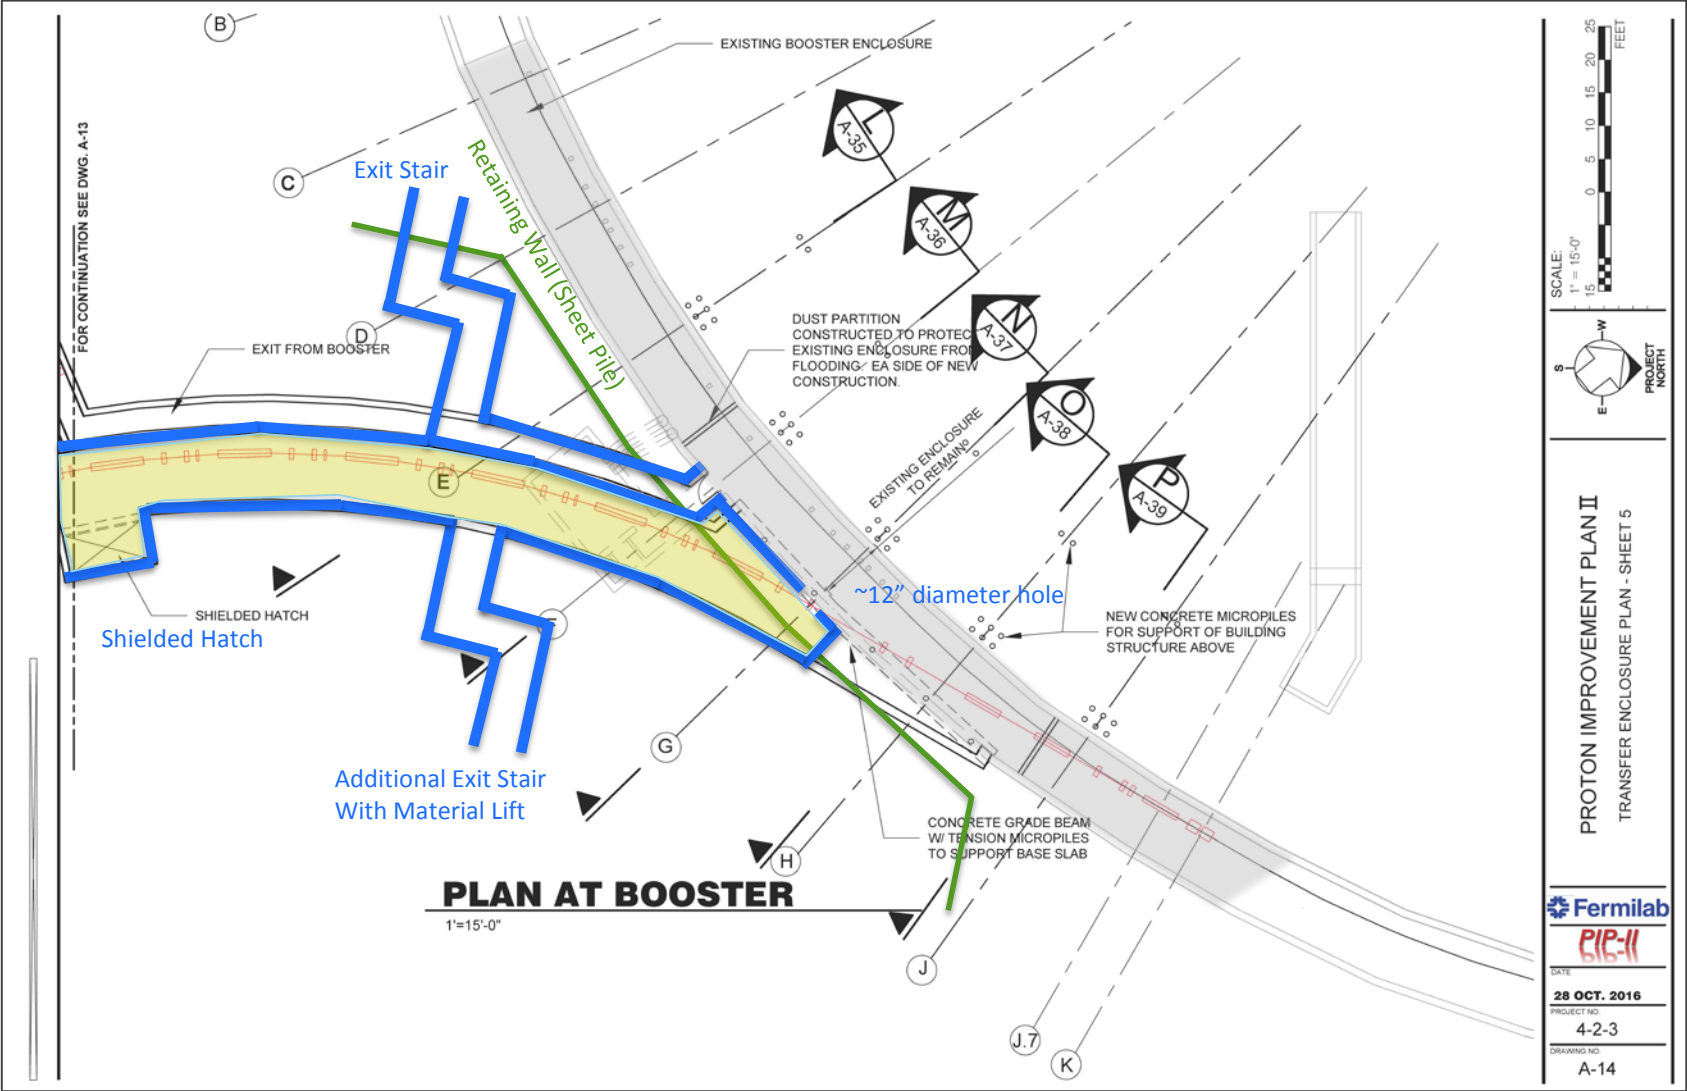 B
EXISTING BOOSTER ENCLOSURE
FOR CONTINUATION SEE DWG. A-13
C
Exit Stair
Retaining Wall (Sheet Pile)
L
A-35
M
A-36
N
A-37
O
A-38
P
A-39
D
EXIT FROM BOOSTER
DUST PARTITION
CONSTRUCTED TO PROTECT
EXISTING ENCLOSURE FROM
FLOODING. EA SIDE OF NEW
CONSTRUCTION.
EXISTING ENCLOSURE
TO REMAIN
E
SHIELDED HATCH
Shielded Hatch
F
~12” diameter hole
NEW CONCRETE MICROPILES
FOR SUPPORT OF BUILDING
STRUCTURE ABOVE
G
Additional Exit Stair
With Material Lift
CONCRETE GRADE BEAM
W/ TENSION MICROPILES
TO SUPPORT BASE SLAB
H
PLAN AT BOOSTER
1'=15'-0"
J
J.7
K
SCALE:
1" = 15'-0"
15
0
5
10
15
20
25
FEET
S
W
E
PROJECT
NORTH
PROTON IMPROVEMENT PLAN II
TRANSFER ENCLOSURE PLAN - SHEET 5
Fermilab
PIP-II
DATE
28 OCT. 2016
PROJECT NO.
4-2-3
DRAWING NO.
A-14